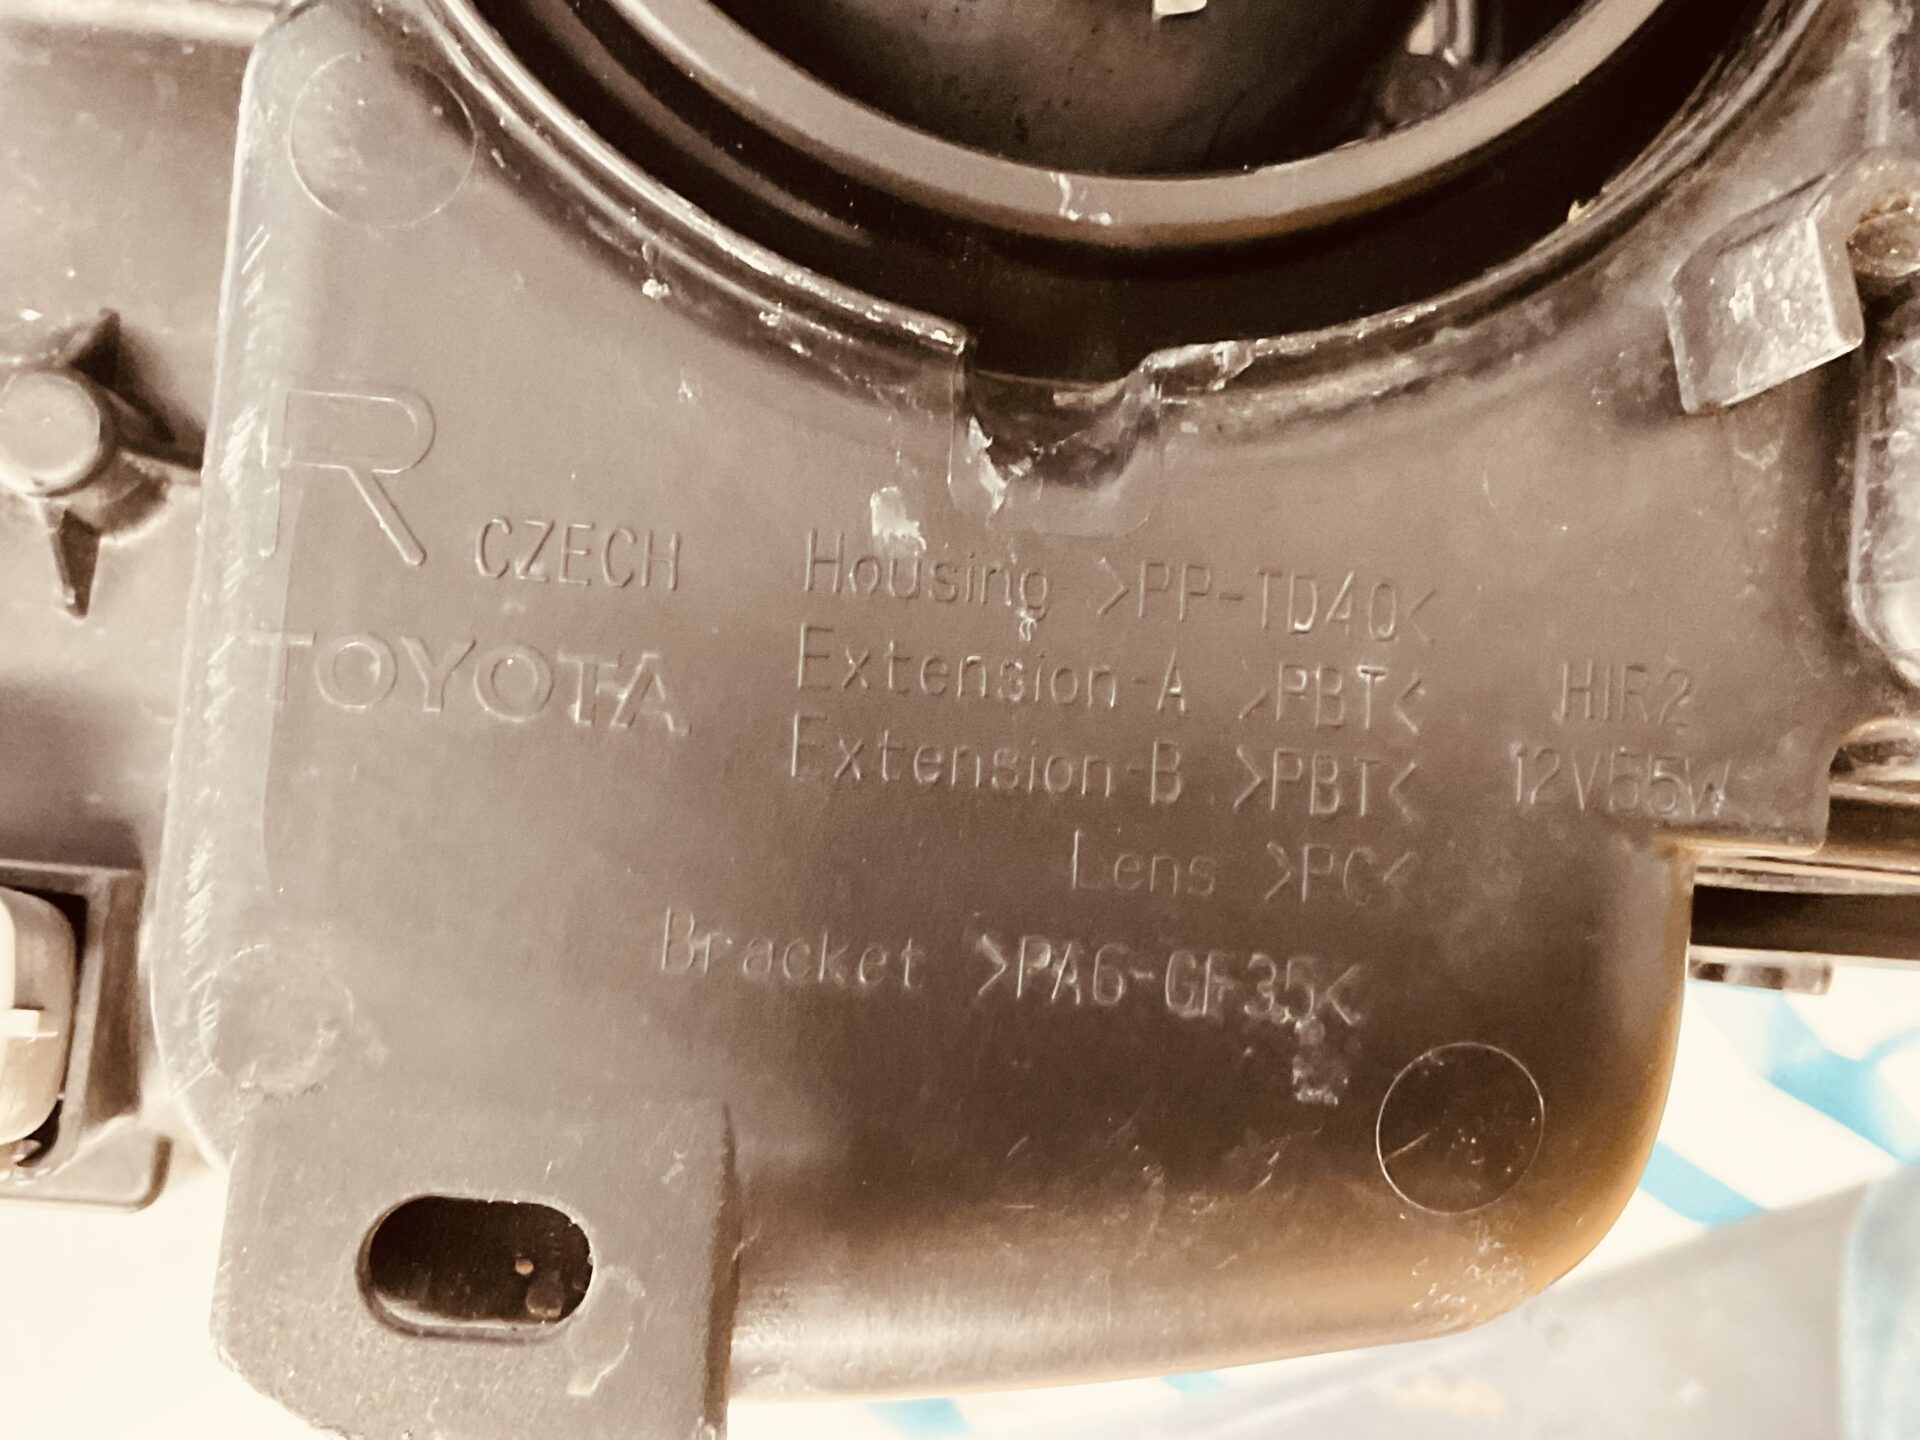 R CZECH
TOYOTA
Housing >PP-TD40<
Extension-A >PBT<
Extension-B >PBT<
Lens >PC<
Bracket >PA6-GF35<
HIR2
12V55W